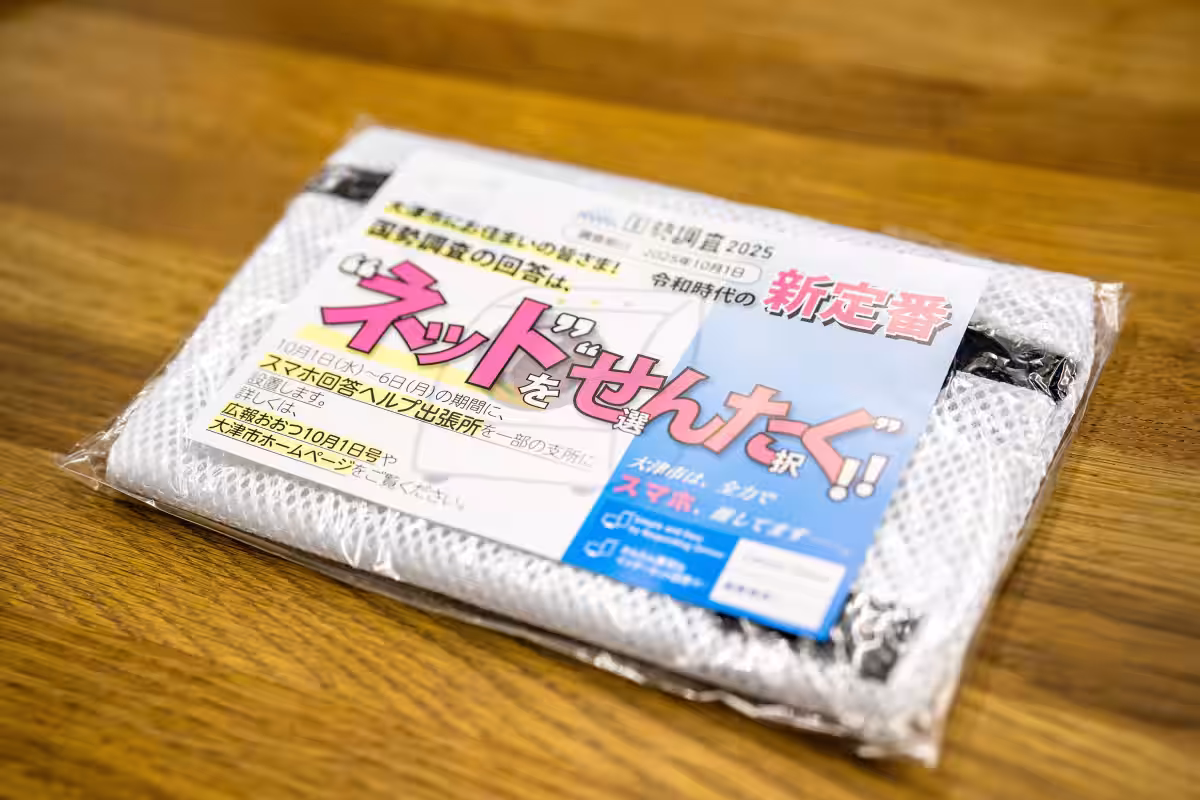 大津市にお住まいの皆さま!
国勢調査の回答は、
国勢調査2025
2025年10月1日
令和時代の
新定番
“ネット”を“せんたく”!!
選択
10月1日(水)~6日(月)の期間に、
スマホ回答ヘルプ出張所を一部の支所に
設置します。
詳しくは、
広報おおつ10月1日号や
大津市ホームページをご覧ください。
大津市は、全力で
スマホ、推してます